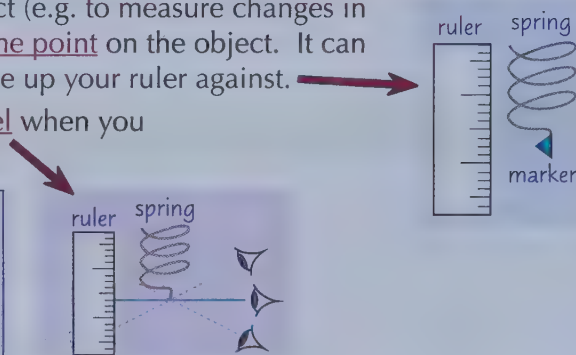 ct (e.g. to measure changes in
ne point on the object. It can
e up your ruler against.
el when you
ruler spring
marker
ruler spring